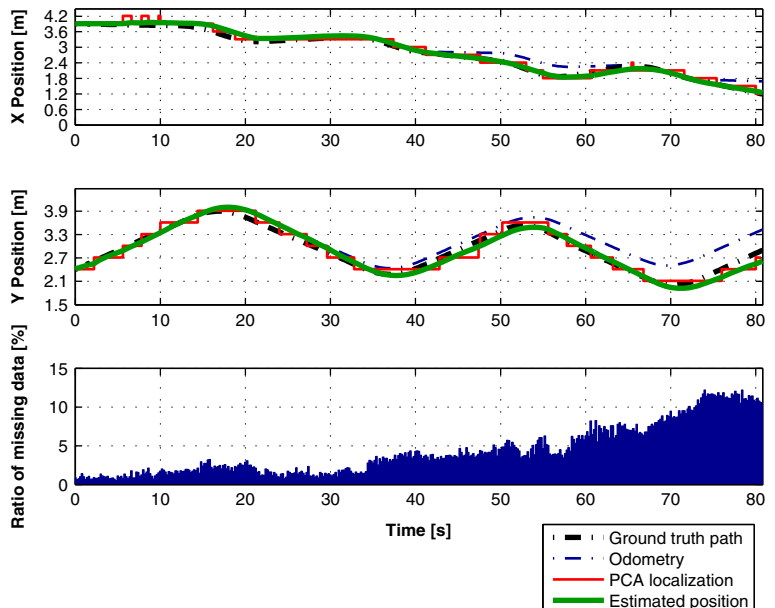 X Position [m]
4.2
3.6
3
2.4
1.8
1.2
0.6
0
0 10 20 30 40 50 60 70 80
Y Position [m]
3.9
3.3
2.7
2.1
1.5
0 10 20 30 40 50 60 70 80
Ratio of missing data [%]
15
10
5
0
0 10 20 30 40 50 60 70 80
Time [s]
Ground truth path
Odometry
PCA localization
Estimated position